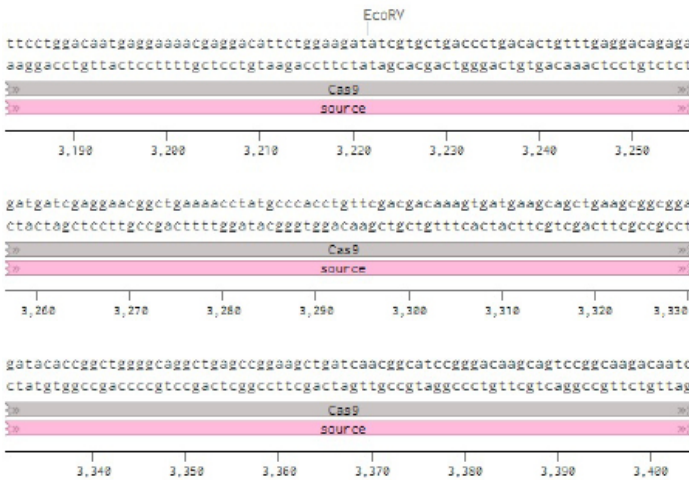 EcoRV
ttcctggacaatgaggaaaacgaggacattctggaagatatcgtgctgaccctgacactgtttgaggacagaga
aaggacctgttactccttttgctcctgtaagaccttctatagcacgactgggactgtgacaaactcctgtctct
Cas9
source
3,190 3,200 3,210 3,220 3,230 3,240 3,250
gatgatcgaggaacggctgaaaacctatgcccacctgttcgacgacaaagtgatgaagcagctgaagcggcgga
ctactagctccttgccgacttttggatacgggtggacaagctgctgtttcactacttcgtcgacttcgccgcct
Cas9
source
3,260 3,270 3,280 3,290 3,300 3,310 3,320 3,330
gatacaccggctggggcaggctgagccggaagctgatcaacggcatccgggacaagcagtccggcaagacaatc
ctatgtggccgaccccgtccgactcggccttcgactagttgccgtaggccctgttcgtcaggccgttctgttag
Cas9
source
3,340 3,350 3,360 3,370 3,380 3,390 3,400